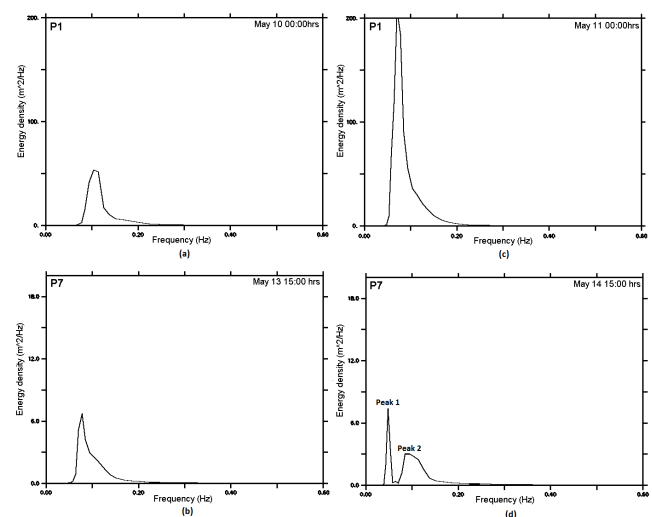 P1
May 10 00:00hrs
200.
100.
0.
Energy density (m^2/Hz)
0.00
0.20
0.40
0.60
Frequency (Hz)
(a)
P1
May 11 00:00hrs
200.
100.
0.
Energy density (m^2/Hz)
0.00
0.20
0.40
0.60
Frequency (Hz)
(c)
P7
May 13 15:00 hrs
18.0
12.0
6.0
0.
Energy density (m^2/Hz)
0.00
0.20
0.40
0.60
Frequency (Hz)
(b)
P7
May 14 15:00 hrs
18.0
12.0
6.0
0.
Energy density (m^2/Hz)
Peak 1
Peak 2
0.00
0.20
0.40
0.60
Frequency (Hz)
(d)